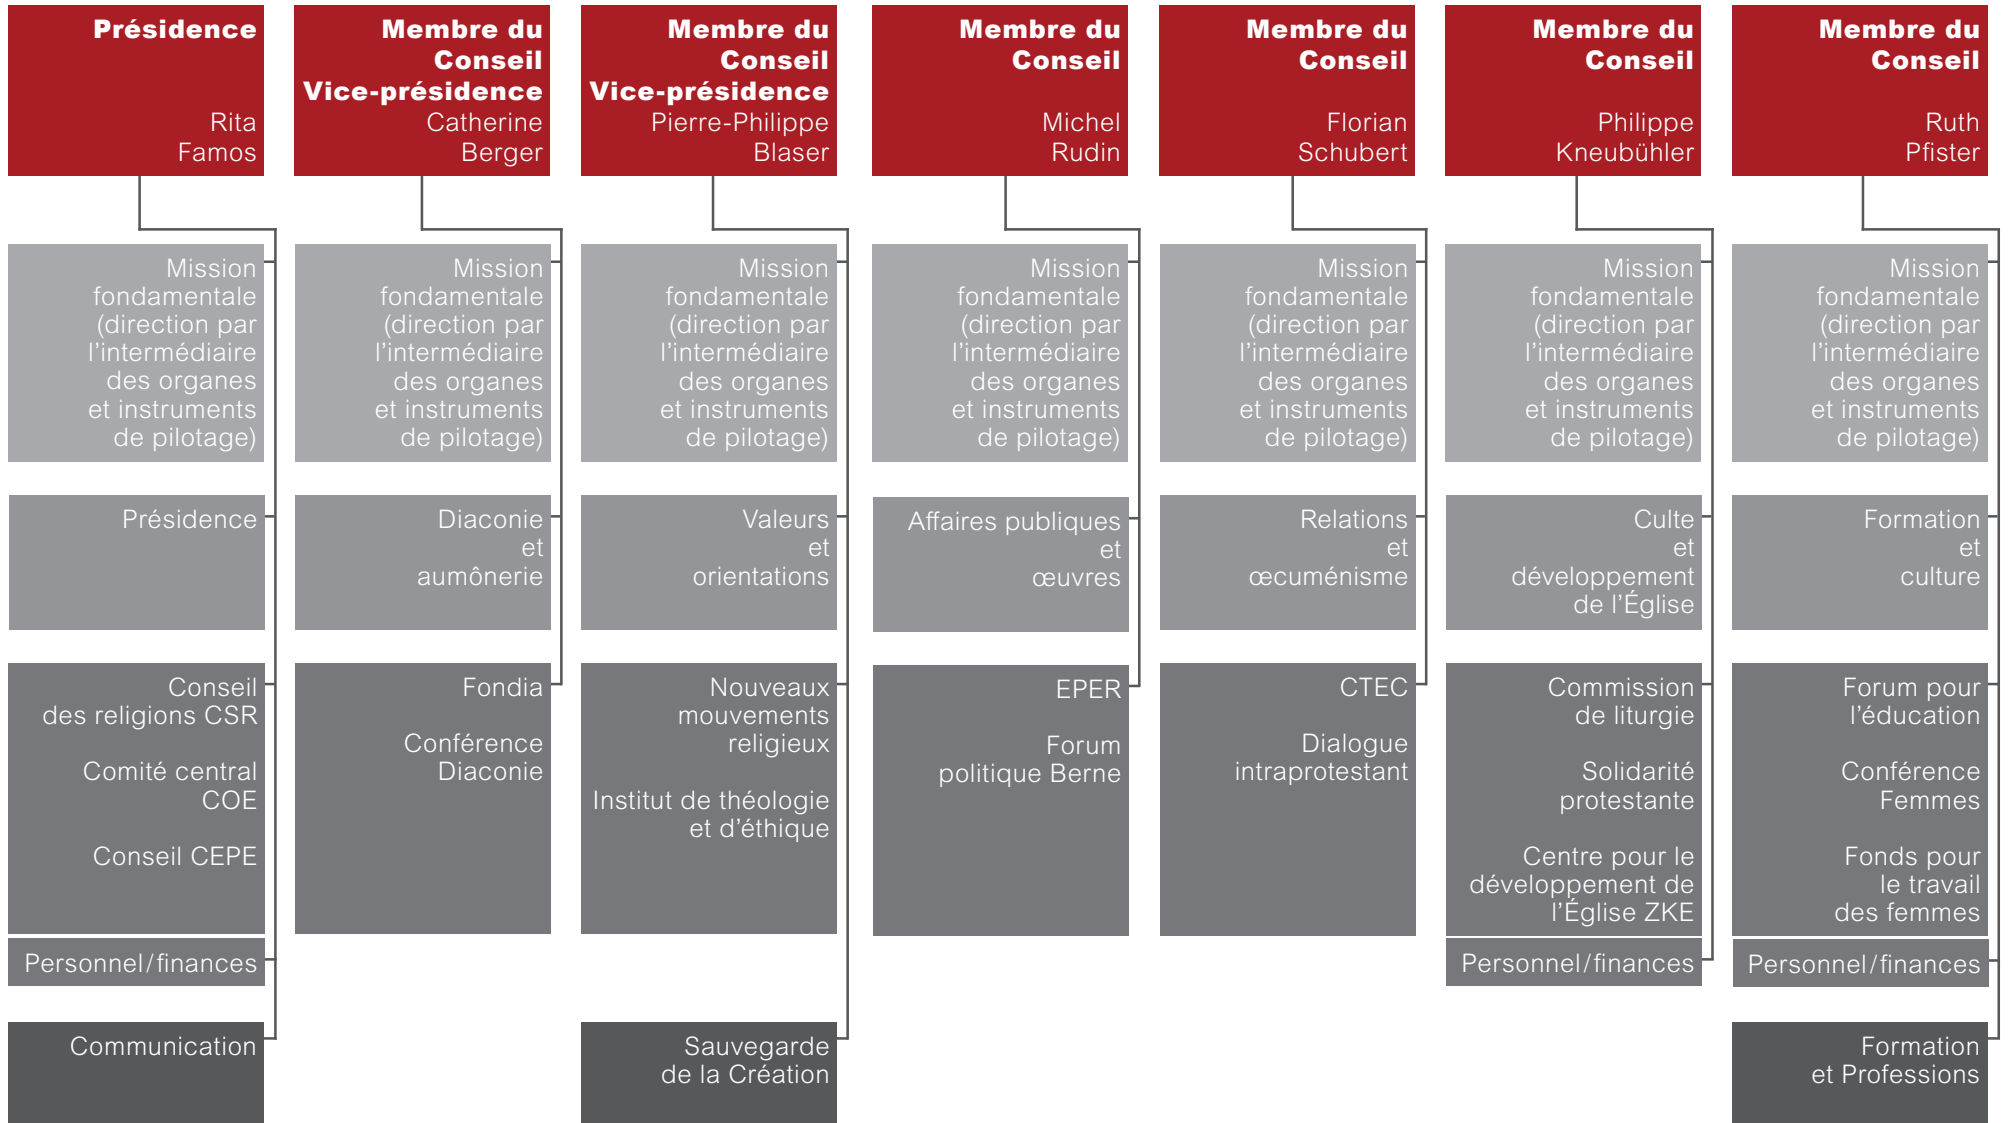 Présidence
Rita
Famos
Mission
fondamentale
(direction par
l’intermédiaire
des organes
et instruments
de pilotage)
Présidence
Conseil
des religions CSR
Comité central
COE
Conseil CEPE
Personnel/finances
Communication
Membre du
Conseil
Vice-présidence
Catherine
Berger
Mission
fondamentale
(direction par
l’intermédiaire
des organes
et instruments
de pilotage)
Diaconie
et
aumônerie
Fondia
Conférence
Diaconie
Membre du
Conseil
Vice-présidence
Pierre-Philippe
Blaser
Mission
fondamentale
(direction par
l’intermédiaire
des organes
et instruments
de pilotage)
Valeurs
et
orientations
Nouveaux
mouvements
religieux
Institut de théologie
et d’éthique
Sauvegarde
de la Création
Membre du
Conseil
Michel
Rudin
Mission
fondamentale
(direction par
l’intermédiaire
des organes
et instruments
de pilotage)
Affaires publiques
et
œuvres
EPER
Forum
politique Berne
Membre du
Conseil
Florian
Schubert
Mission
fondamentale
(direction par
l’intermédiaire
des organes
et instruments
de pilotage)
Relations
et
œcuménisme
CTEC
Dialogue
intraprotestant
Membre du
Conseil
Philippe
Kneubühler
Mission
fondamentale
(direction par
l’intermédiaire
des organes
et instruments
de pilotage)
Culte
et
développement
de l’Église
Commission
de liturgie
Solidarité
protestante
Centre pour le
développement de
l’Église ZKE
Personnel/finances
Membre du
Conseil
Ruth
Pfister
Mission
fondamentale
(direction par
l’intermédiaire
des organes
et instruments
de pilotage)
Formation
et
culture
Forum pour
l’éducation
Conférence
Femmes
Fonds pour
le travail
des femmes
Personnel/finances
Formation
et Professions